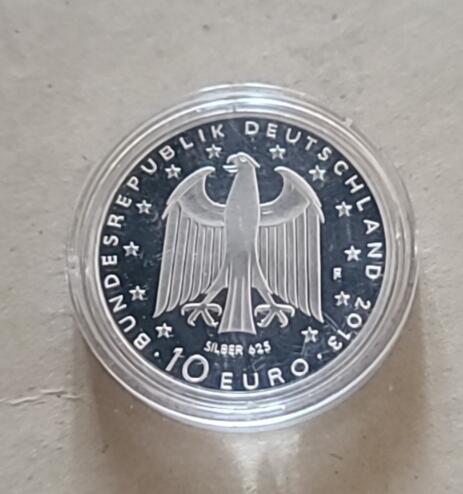 BUNDESREPUBLIK DEUTSCHLAND 2013
F
SILBER 625
10 EURO